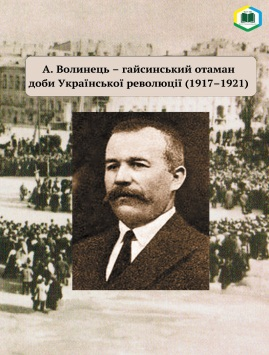 А. Волинець – гайсинський отаман
доби Української революції (1917–1921)